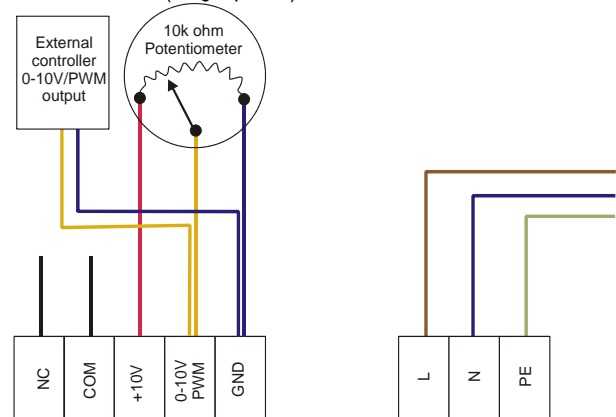 External
controller
0-10V/PWM
output
10k ohm
Potentiometer
NC
COM
+10V
0-10V
PWM
GND
L
N
PE